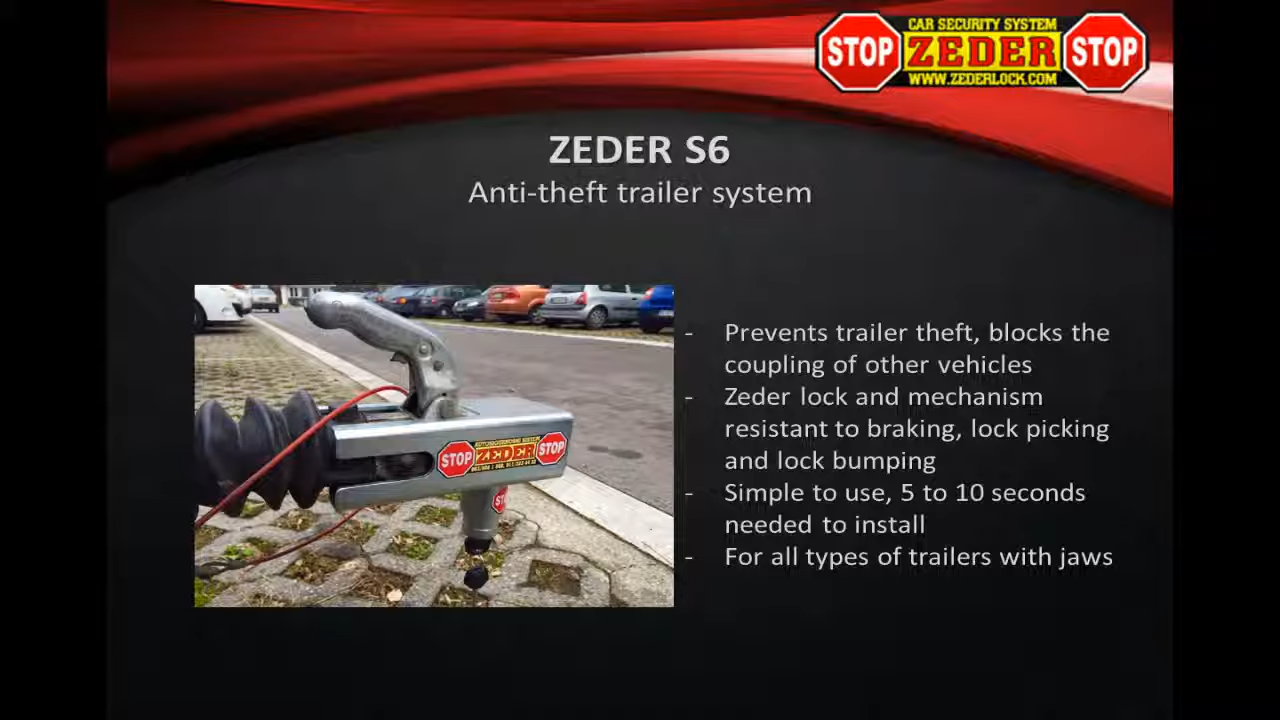 CAR SECURITY SYSTEM
STOP ZEDER STOP
WWW.ZEDERLOCK.COM
ZEDER S6
Anti-theft trailer system
- Prevents trailer theft, blocks the
coupling of other vehicles
- Zeder lock and mechanism
resistant to braking, lock picking
and lock bumping
- Simple to use, 5 to 10 seconds
needed to install
- For all types of trailers with jaws
STOP ZEDER STOP